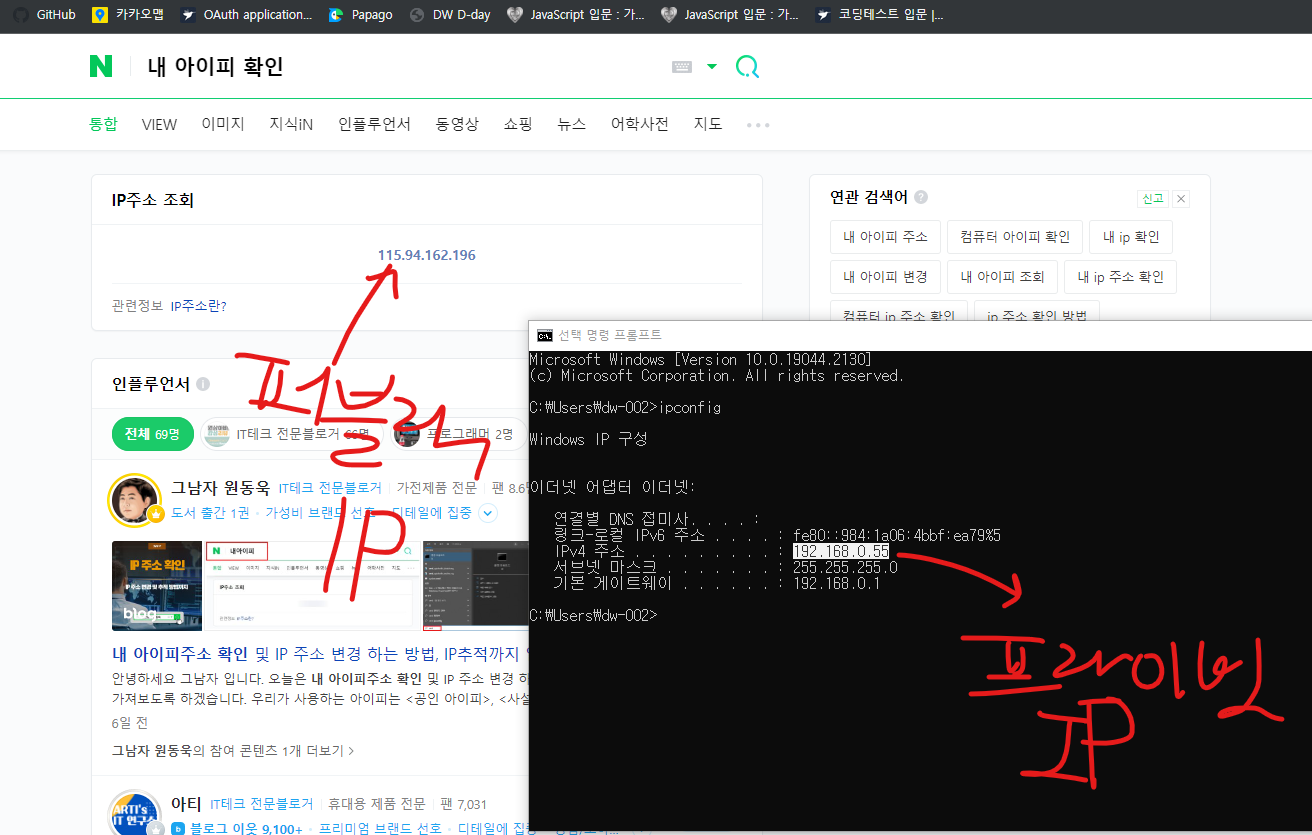 GitHub 카카오맵 OAuth application... Papago DW D-day JavaScript 입문 : 가... JavaScript 입문 : 가... 코딩테스트 입문 |...
N 내 아이피 확인
통합 VIEW 이미지 지식iN 인플루언서 동영상 쇼핑 뉴스 어학사전 지도
IP주소 조회
115.94.162.196
관련정보 IP주소란?
연관 검색어 ? 신고
내 아이피 주소 컴퓨터 아이피 확인 내 ip 확인
내 아이피 변경 내 아이피 조회 내 ip 주소 확인
컴퓨터 ip 주소 확인 ip 주소 확인 방법
퍼블릭
IP
인플루언서
전체 69명 IT테크 전문블로거 66명 프로그래머 2명
그남자 원동욱 IT테크 전문블로거 가전제품 전문 팬 8.6
도서 출간 1권 · 가성비 브랜드 선호 · 디테일에 집중
IP주소 확인
blog
N 내아이피
IP주소 조회
내 아이피주소 확인 및 IP 주소 변경 하는 방법, IP추적까지
안녕하세요 그남자 입니다. 오늘은 내 아이피주소 확인 및 IP 주소 변경 하
가져보도록 하겠습니다. 우리가 사용하는 아이피는 <공인 아이피>, <사설
6일 전
그남자 원동욱의 참여 콘텐츠 1개 더보기 >
ARTI's
IT 연구소
아티 IT테크 전문블로거 휴대용 제품 전문 팬 7,031
b 블로그 이웃 9,100+ · 프리미엄 브랜드 선호 · 디테일에 집중
선택 명령 프롬프트
Microsoft Windows [Version 10.0.19044.2130]
(c) Microsoft Corporation. All rights reserved.
C:₩Users₩dw-002>ipconfig
Windows IP 구성
이더넷 어댑터 이더넷:
연결별 DNS 접미사. . . . :
링크-로컬 IPv6 주소 . . . . : fe80::984:1a06:4bbf:ea79%5
IPv4 주소 . . . . . . . . . : 192.168.0.55
서브넷 마스크 . . . . . . . : 255.255.255.0
기본 게이트웨이 . . . . . . : 192.168.0.1
C:₩Users₩dw-002>
프라이빗
IP